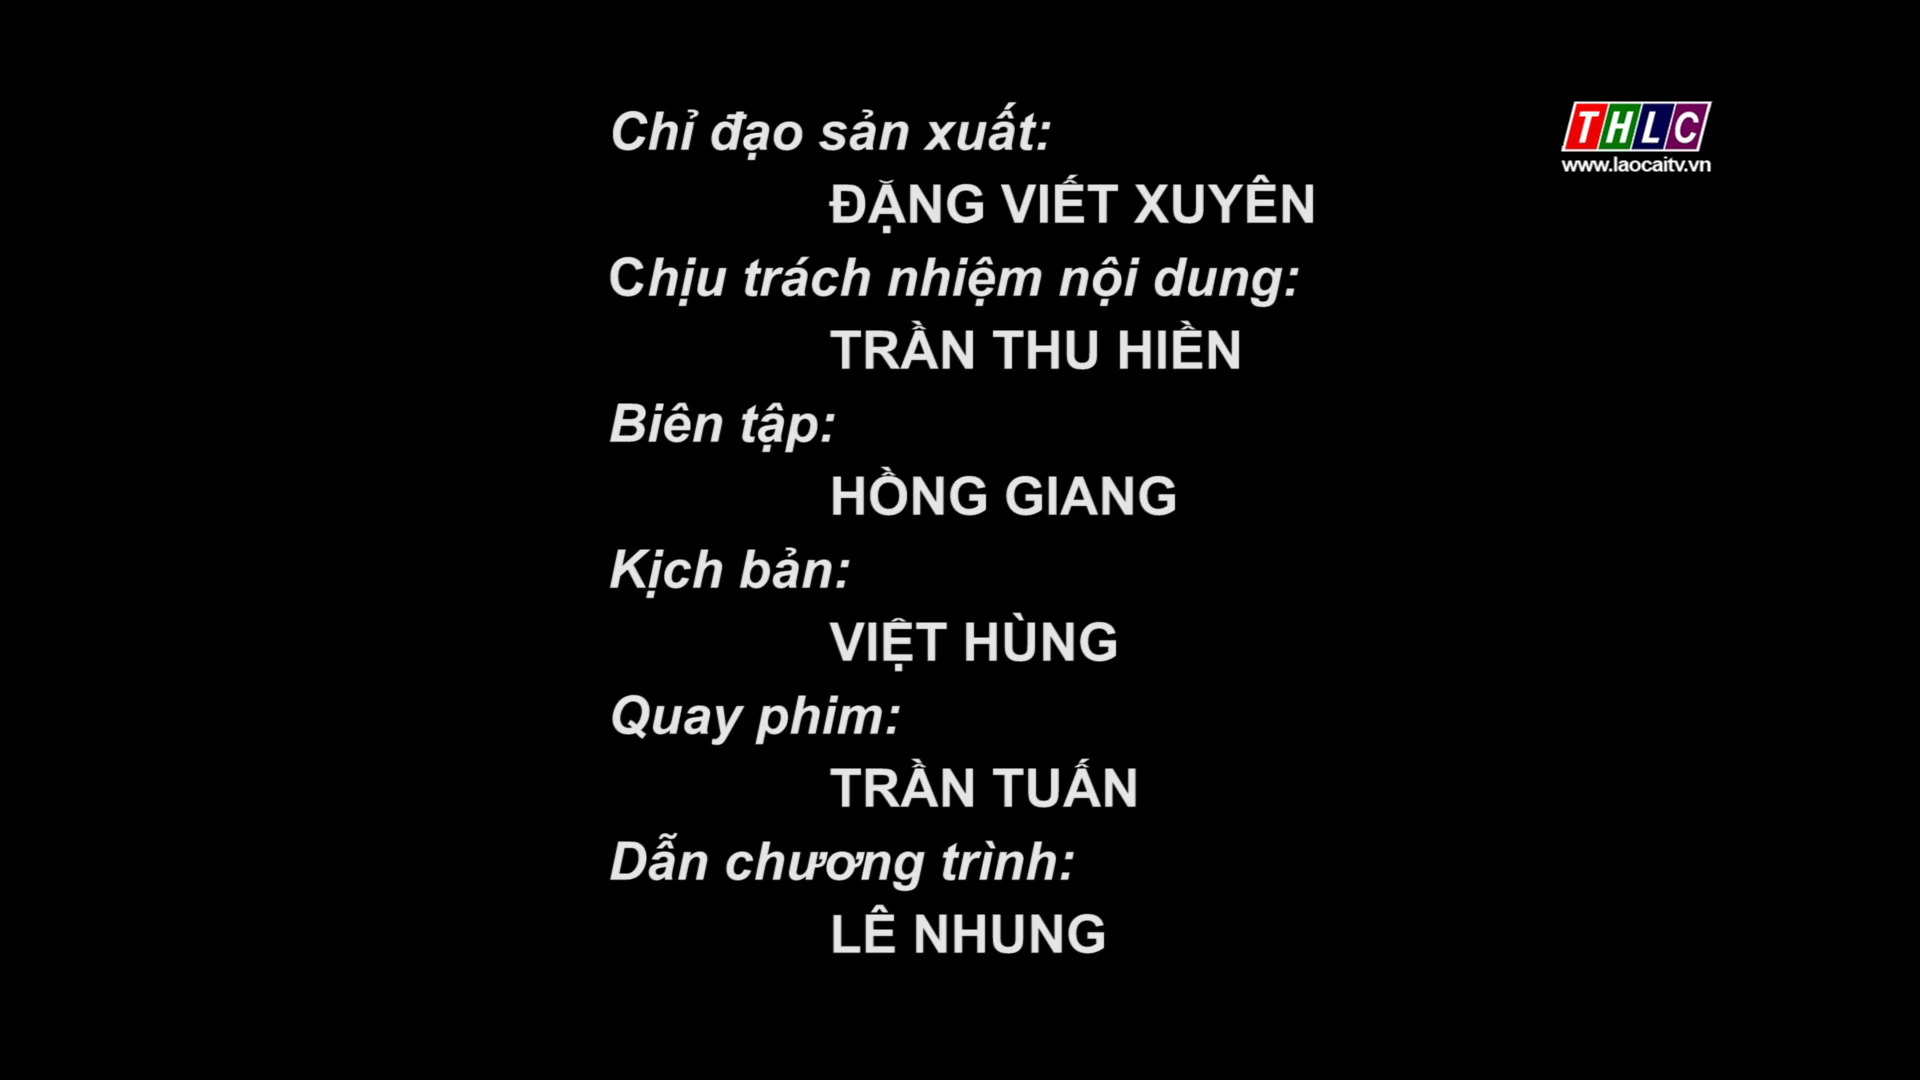 Chỉ đạo sản xuất:
THLC
www.laocaitv.vn
ĐẶNG VIẾT XUYÊN
Chịu trách nhiệm nội dung:
TRẦN THU HIỀN
Biên tập:
HỒNG GIANG
Kịch bản:
VIỆT HÙNG
Quay phim:
TRẦN TUẤN
Dẫn chương trình:
LÊ NHUNG